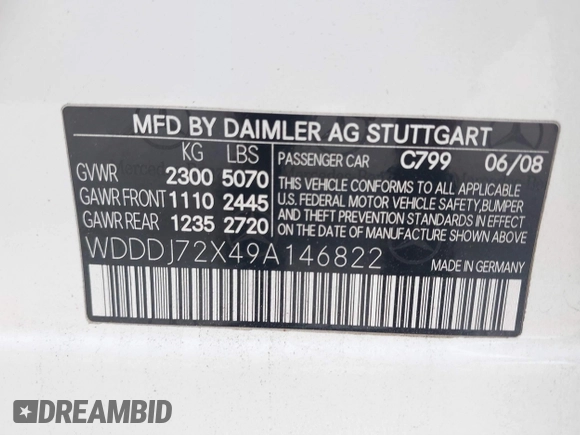 MFD BY DAIMLER AG STUTTGART
KG LBS
GVWR 2300 5070
GAWR FRONT 1110 2445
GAWR REAR 1235 2720
PASSENGER CAR C799 06/08
THIS VEHICLE CONFORMS TO ALL APPLICABLE
U.S. FEDERAL MOTOR VEHICLE SAFETY,BUMPER
AND THEFT PREVENTION STANDARDS IN EFFECT
ON THE DATE OF MANUFACTURE SHOWN ABOVE
WDDDJ72X49A146822
MADE IN GERMANY
DREAMBID